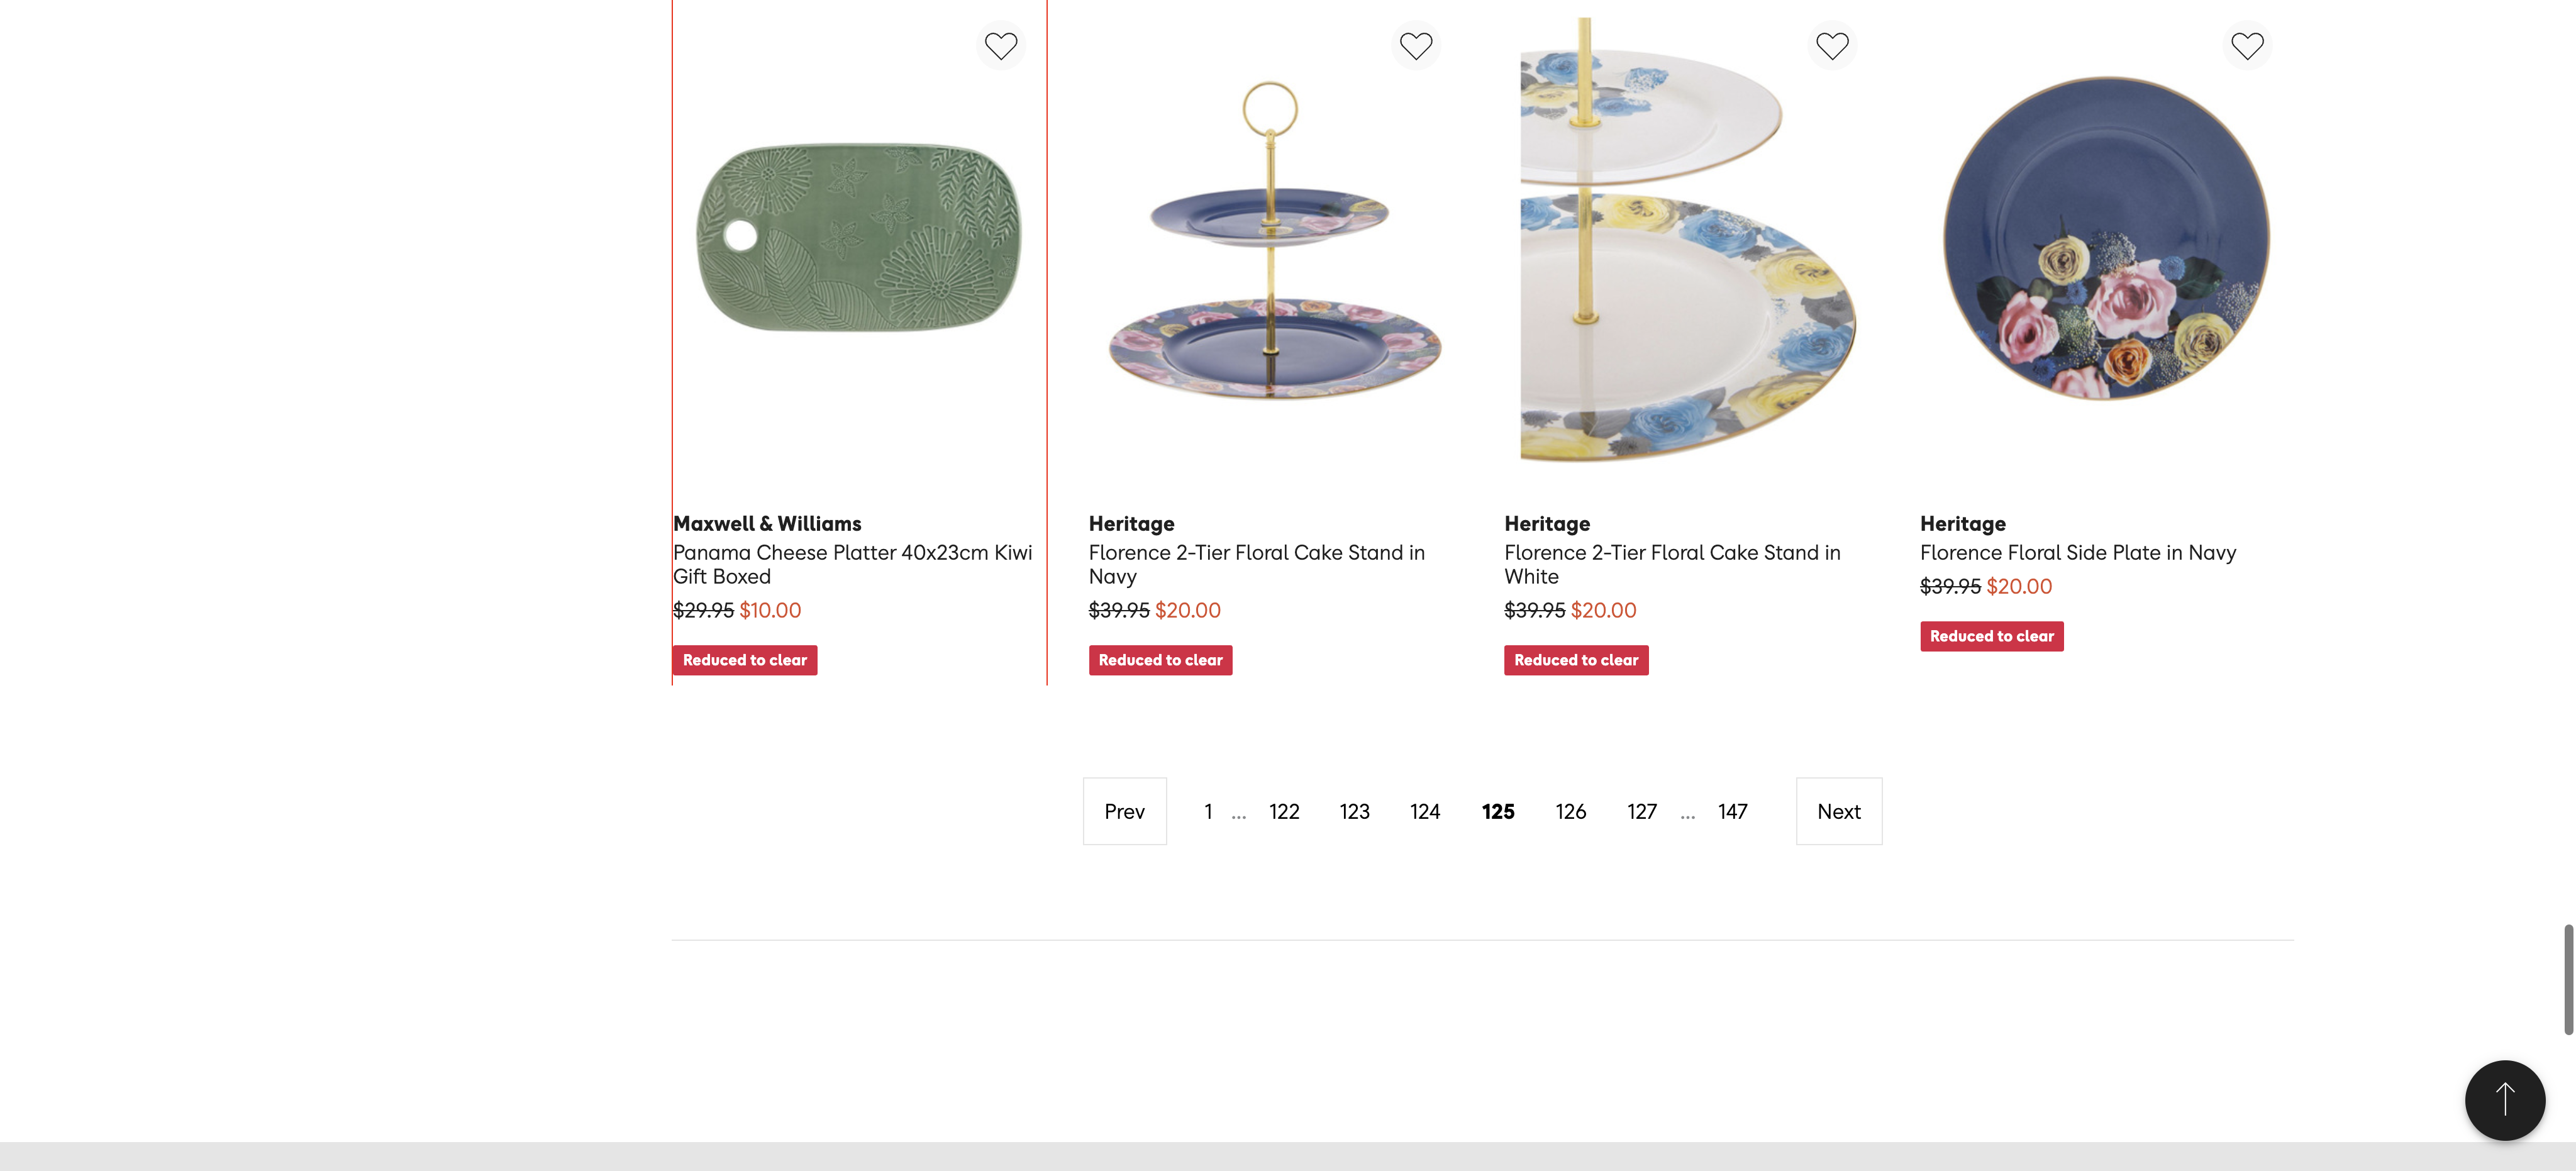 Maxwell & Williams
Panama Cheese Platter 40x23cm Kiwi
Gift Boxed
$29.95 $10.00
Reduced to clear
Heritage
Florence 2-Tier Floral Cake Stand in
Navy
$39.95 $20.00
Reduced to clear
Heritage
Florence 2-Tier Floral Cake Stand in
White
$39.95 $20.00
Reduced to clear
Heritage
Florence Floral Side Plate in Navy
$39.95 $20.00
Reduced to clear
Prev 1 ... 122 123 124 125 126 127 ... 147 Next